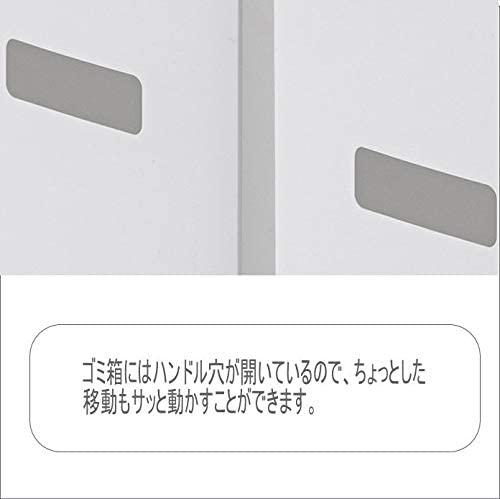 ゴミ箱にはハンドル穴が開いているので、ちょっとした
移動もサッと動かすことができます。